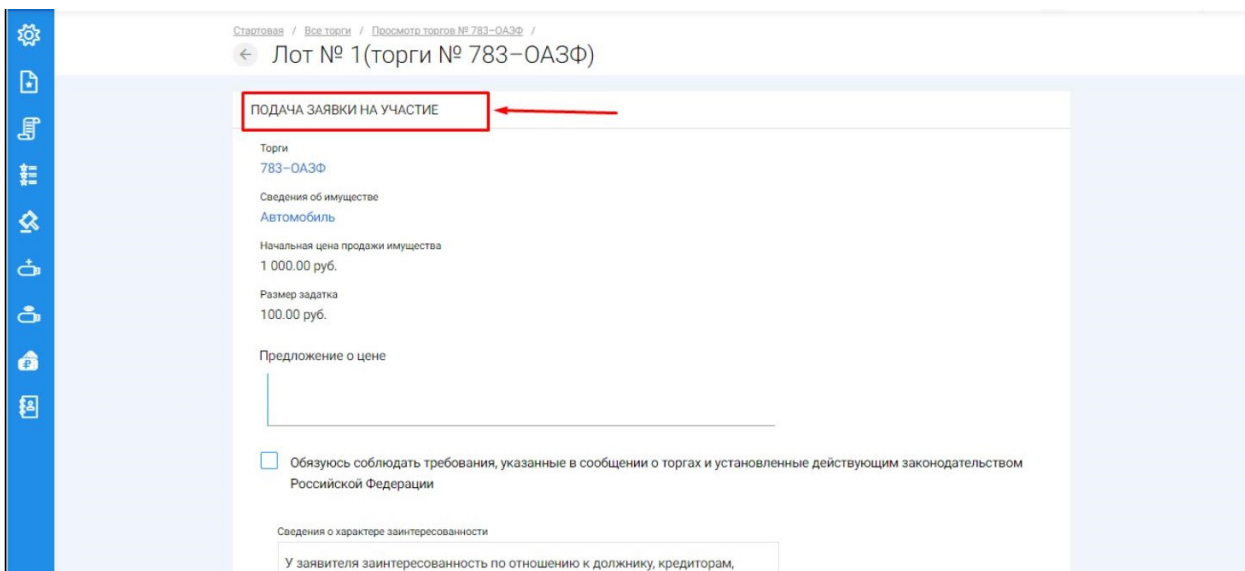 Стартовая / Все торги / Просмотр торгов № 783-ОАЗФ /
Лот № 1(торги № 783-ОАЗФ)
ПОДАЧА ЗАЯВКИ НА УЧАСТИЕ
Торги
783-ОАЗФ
Сведения об имуществе
Автомобиль
Начальная цена продажи имущества
1 000.00 руб.
Размер задатка
100.00 руб.
Предложение о цене
Обязуюсь соблюдать требования, указанные в сообщении о торгах и установленные действующим законодательством
Российской Федерации
Сведения о характере заинтересованности
У заявителя заинтересованность по отношению к должнику, кредиторам,